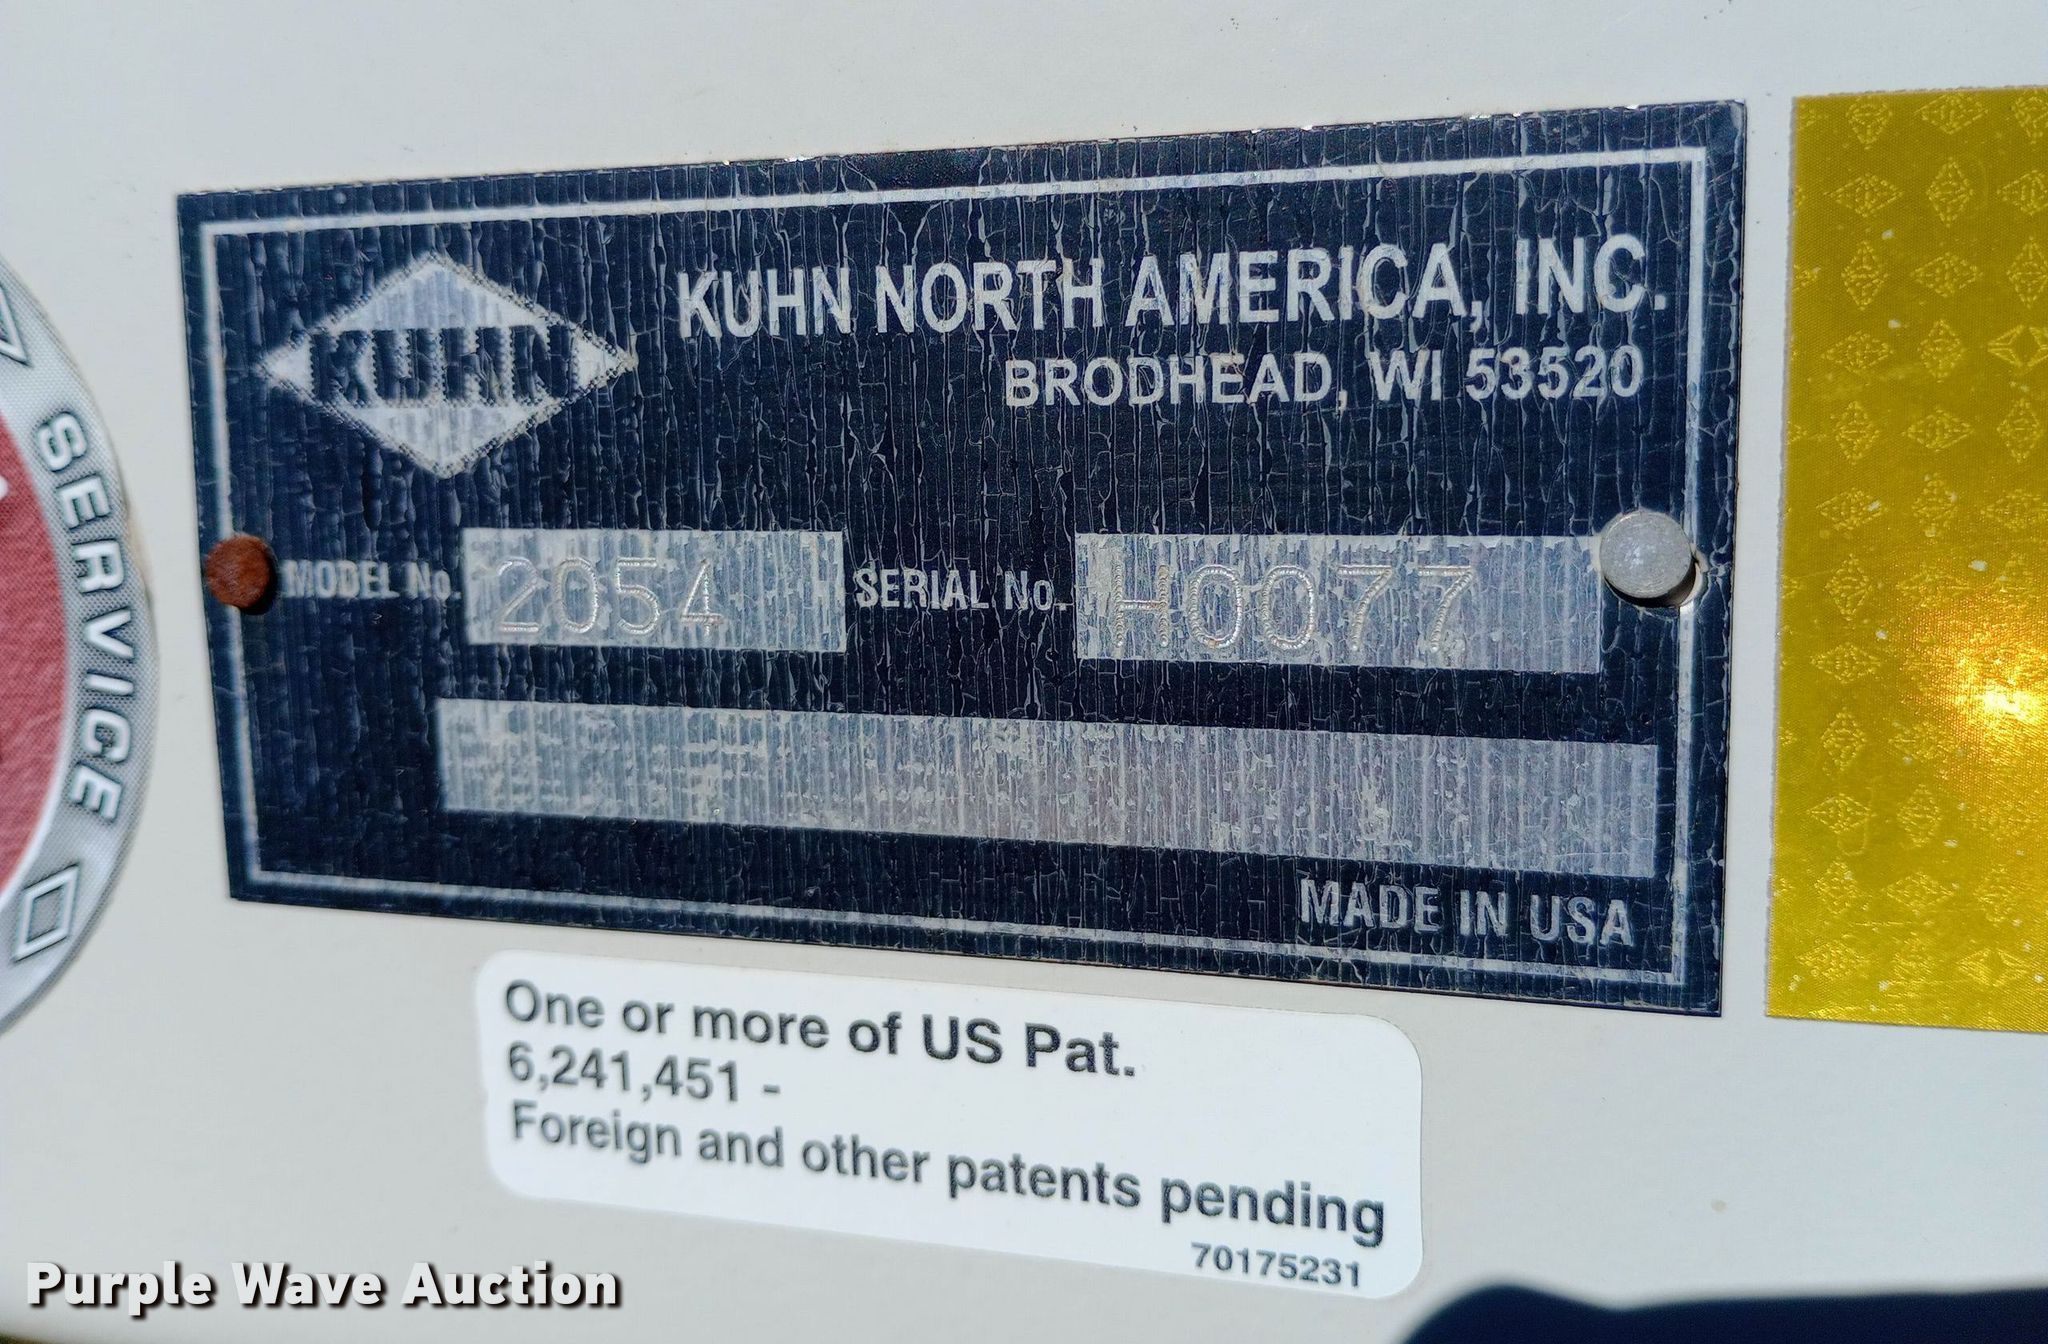 KUHN
KUHN NORTH AMERICA, INC.
BRODHEAD, WI 53520
MODEL No. 2054 SERIAL No. H0077
MADE IN USA
SERVICE
One or more of US Pat.
6,241,451 -
Foreign and other patents pending
70175231
Purple Wave Auction